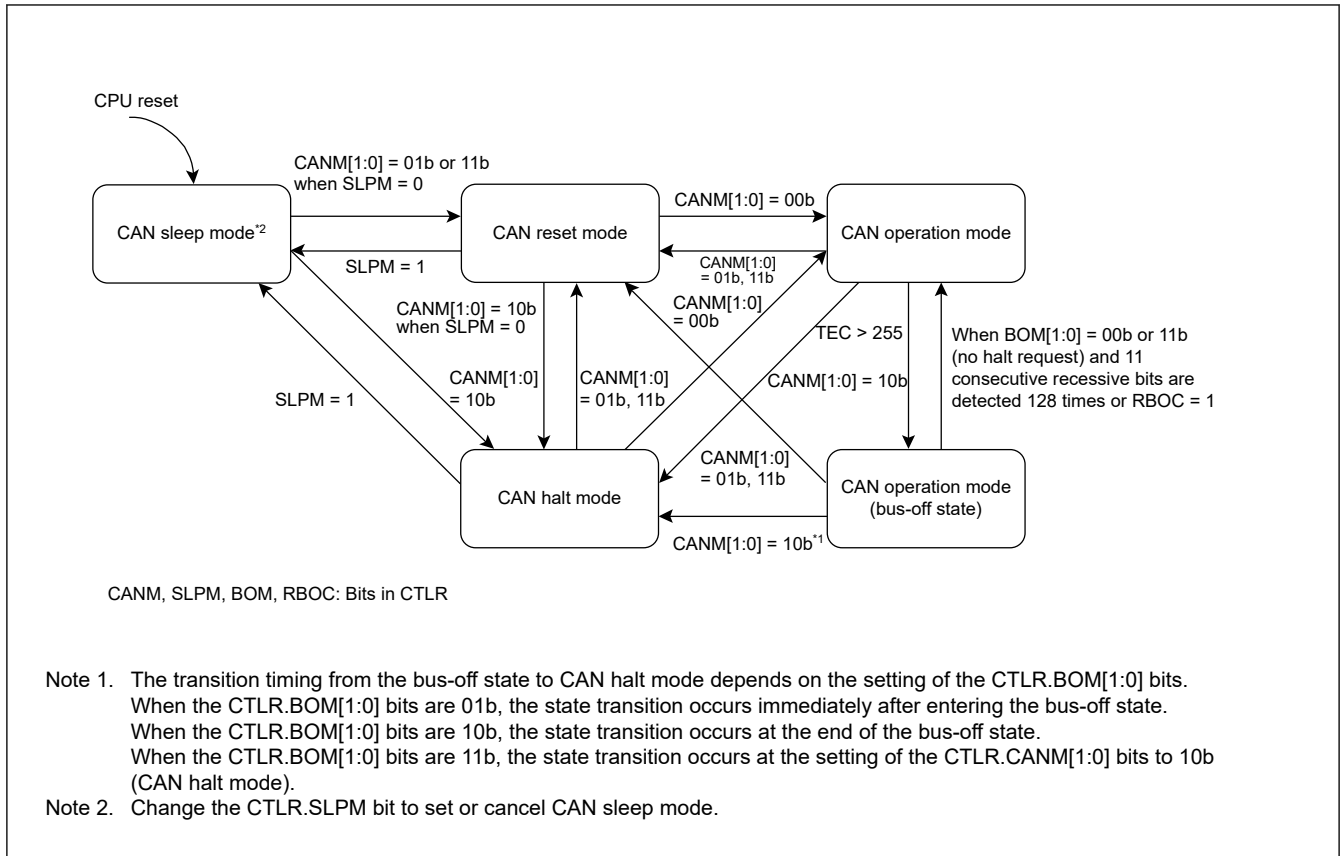 CPU reset
CANM[1:0] = 01b or 11b
when SLPM = 0
CAN sleep mode*2
CAN reset mode
CANM[1:0] = 00b
CAN operation mode
SLPM = 1
CANM[1:0]
= 01b, 11b
CANM[1:0] = 10b
when SLPM = 0
CANM[1:0]
= 00b
TEC > 255
When BOM[1:0] = 00b or 11b
(no halt request) and 11
consecutive recessive bits are
detected 128 times or RBOC = 1
SLPM = 1
CANM[1:0]
= 10b
CANM[1:0]
= 01b, 11b
CANM[1:0] = 10b
CANM[1:0]
= 01b, 11b
CAN halt mode
CAN operation mode
(bus-off state)
CANM[1:0] = 10b*1
CANM, SLPM, BOM, RBOC: Bits in CTLR
Note 1. The transition timing from the bus-off state to CAN halt mode depends on the setting of the CTLR.BOM[1:0] bits.
When the CTLR.BOM[1:0] bits are 01b, the state transition occurs immediately after entering the bus-off state.
When the CTLR.BOM[1:0] bits are 10b, the state transition occurs at the end of the bus-off state.
When the CTLR.BOM[1:0] bits are 11b, the state transition occurs at the setting of the CTLR.CANM[1:0] bits to 10b
(CAN halt mode).
Note 2. Change the CTLR.SLPM bit to set or cancel CAN sleep mode.